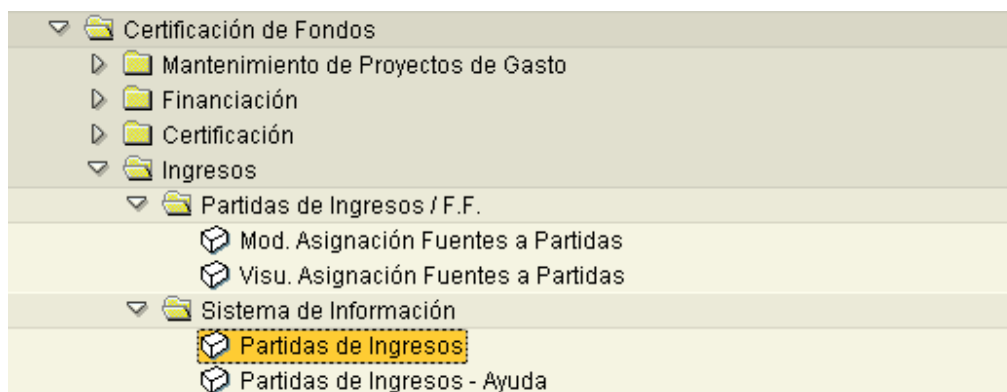 Certificación de Fondos
Mantenimiento de Proyectos de Gasto
Financiación
Certificación
Ingresos
Partidas de Ingresos / F.F.
Mod. Asignación Fuentes a Partidas
Visu. Asignación Fuentes a Partidas
Sistema de Información
Partidas de Ingresos
Partidas de Ingresos - Ayuda